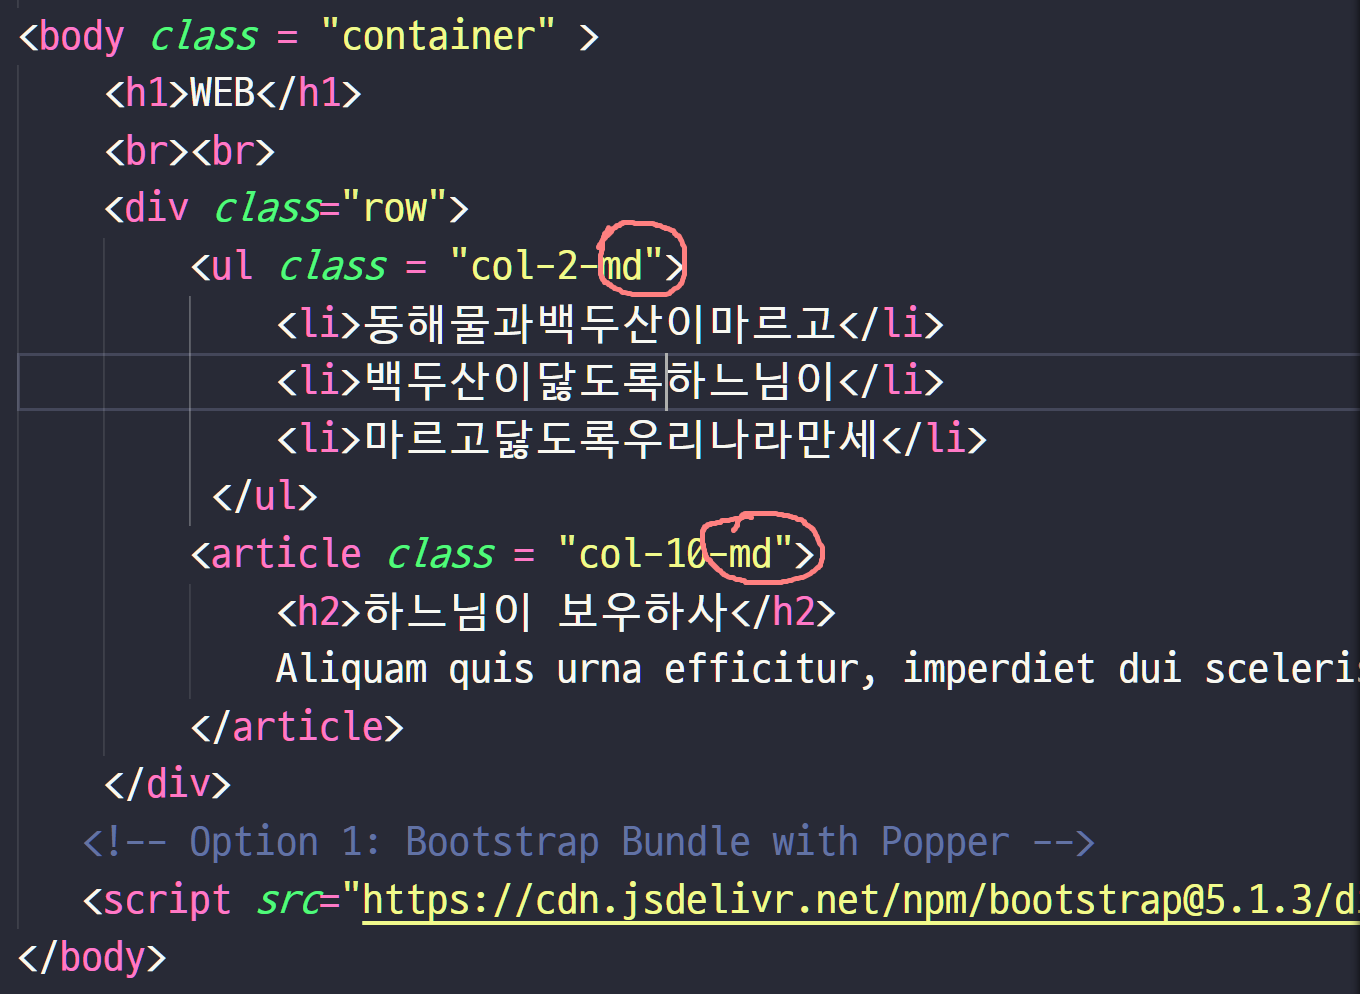 <body class = "container" >
<h1>WEB</h1>
<br><br>
<div class="row">
<ul class = "col-2-md">
<li>동해물과백두산이마르고</li>
<li>백두산이닳도록하느님이</li>
<li>마르고닳도록우리나라만세</li>
</ul>
<article class = "col-10-md">
<h2>하느님이 보우하사</h2>
Aliquam quis urna efficitur, imperdiet dui sceleris
</article>
</div>
<!-- Option 1: Bootstrap Bundle with Popper -->
<script src="https://cdn.jsdelivr.net/npm/bootstrap@5.1.3/di
</body>